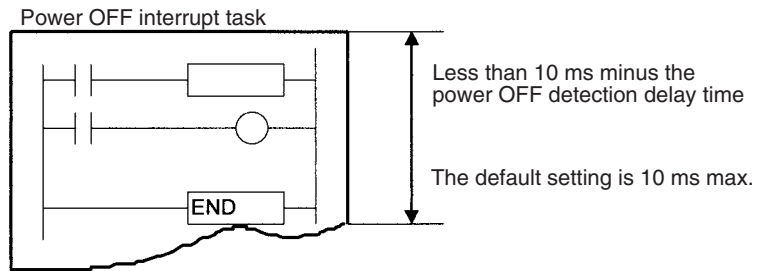 Power OFF interrupt task
Less than 10 ms minus the
power OFF detection delay time
The default setting is 10 ms max.
END